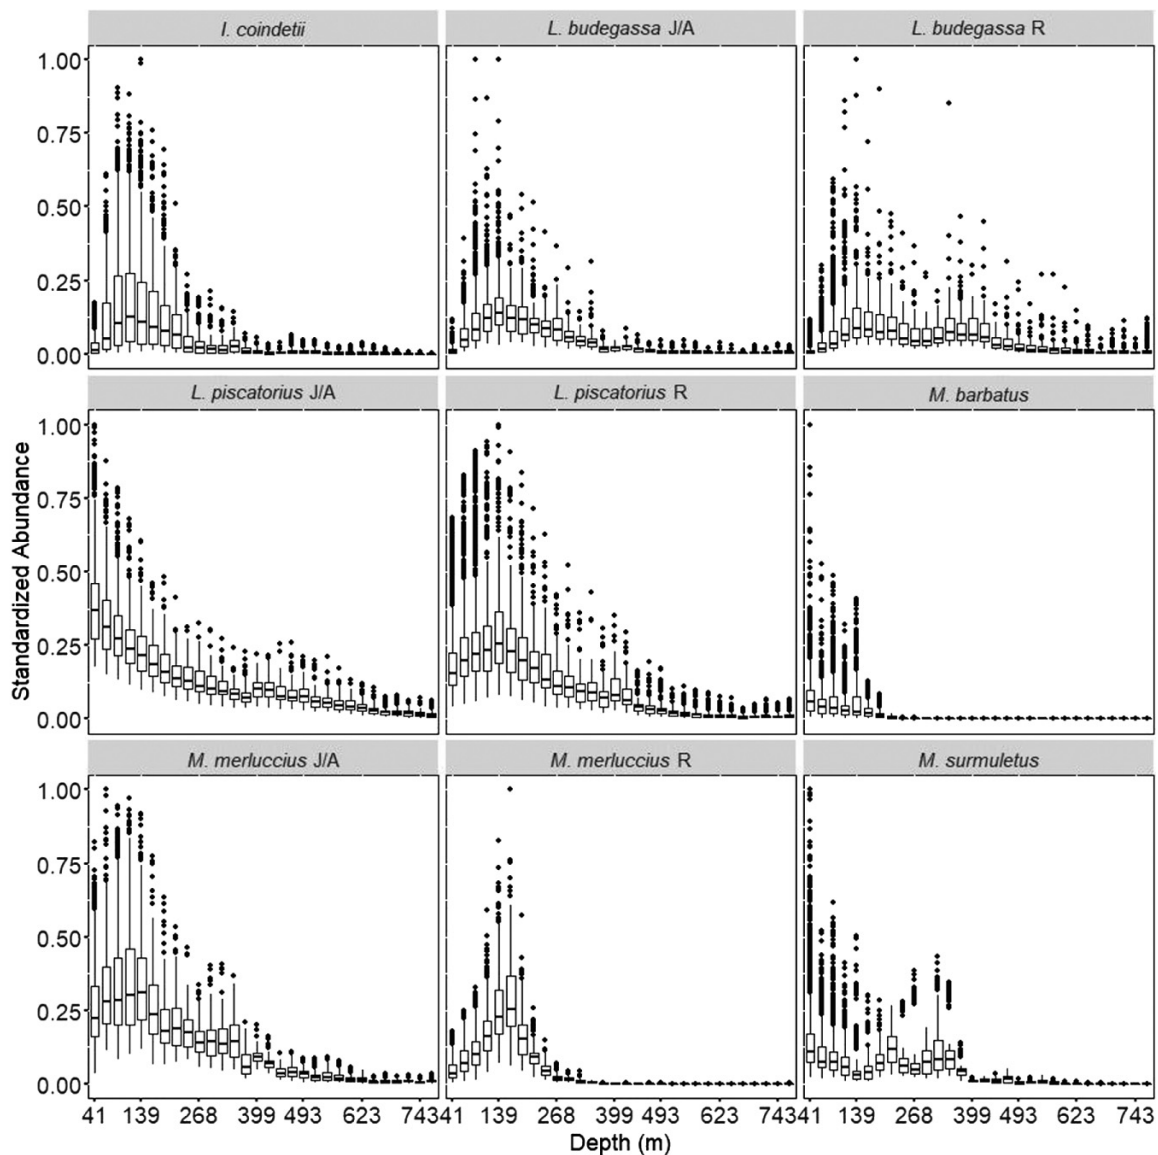 I. coindetii
L. budegassa J/A
L. budegassa R
1.00
0.75
0.50
0.25
0.00
L. piscatorius J/A
L. piscatorius R
M. barbatus
1.00
0.75
0.50
0.25
0.00
Standardized Abundance
M. merluccius J/A
M. merluccius R
M. surmuletus
1.00
0.75
0.50
0.25
0.00
41 139 268 399 493 623 743
41 139 268 399 493 623 743
41 139 268 399 493 623 743
Depth (m)